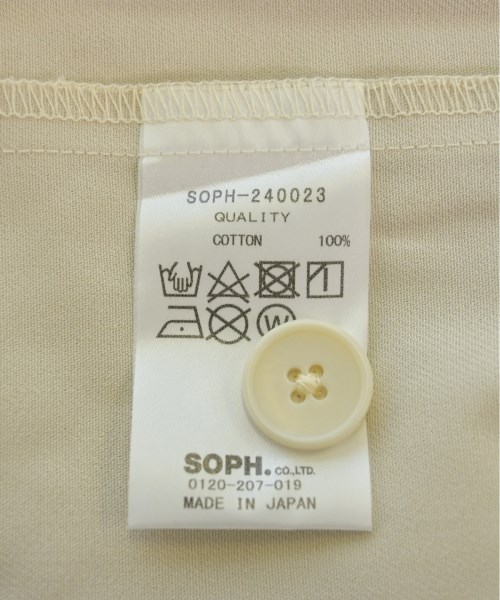 SOPH-240023
QUALITY
COTTON 100%
W
SOPH. CO.,LTD.
0120-207-019
MADE IN JAPAN